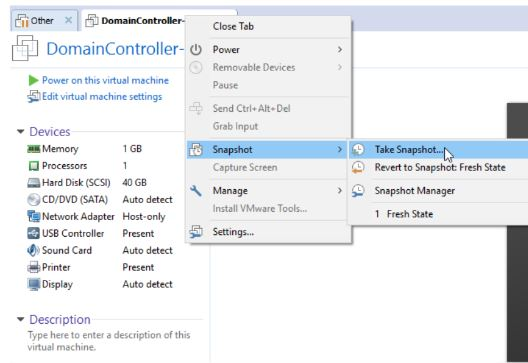 Other
DomainController-
DomainController-
Power on this virtual machine
Edit virtual machine settings
Devices
Memory 1 GB
Processors 1
Hard Disk (SCSI) 40 GB
CD/DVD (SATA) Auto detect
Network Adapter Host-only
USB Controller Present
Sound Card Auto detect
Printer Present
Display Auto detect
Description
Type here to enter a description of this
virtual machine.
Close Tab
Power
Removable Devices
Pause
Send Ctrl+Alt+Del
Grab Input
Snapshot
Capture Screen
Manage
Install VMware Tools...
Settings...
Take Snapshot...
Revert to Snapshot: Fresh State
Snapshot Manager
1 Fresh State